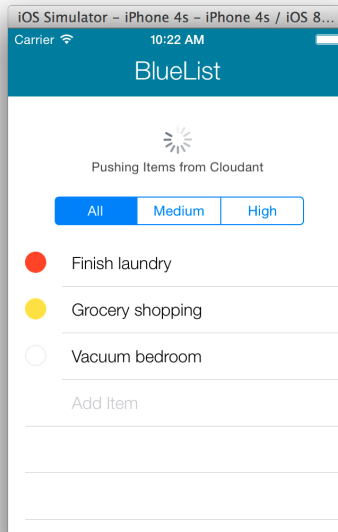 iOS Simulator – iPhone 4s – iPhone 4s / iOS 8...
Carrier 10:22 AM
BlueList
Pushing Items from Cloudant
All Medium High
Finish laundry
Grocery shopping
Vacuum bedroom
Add Item